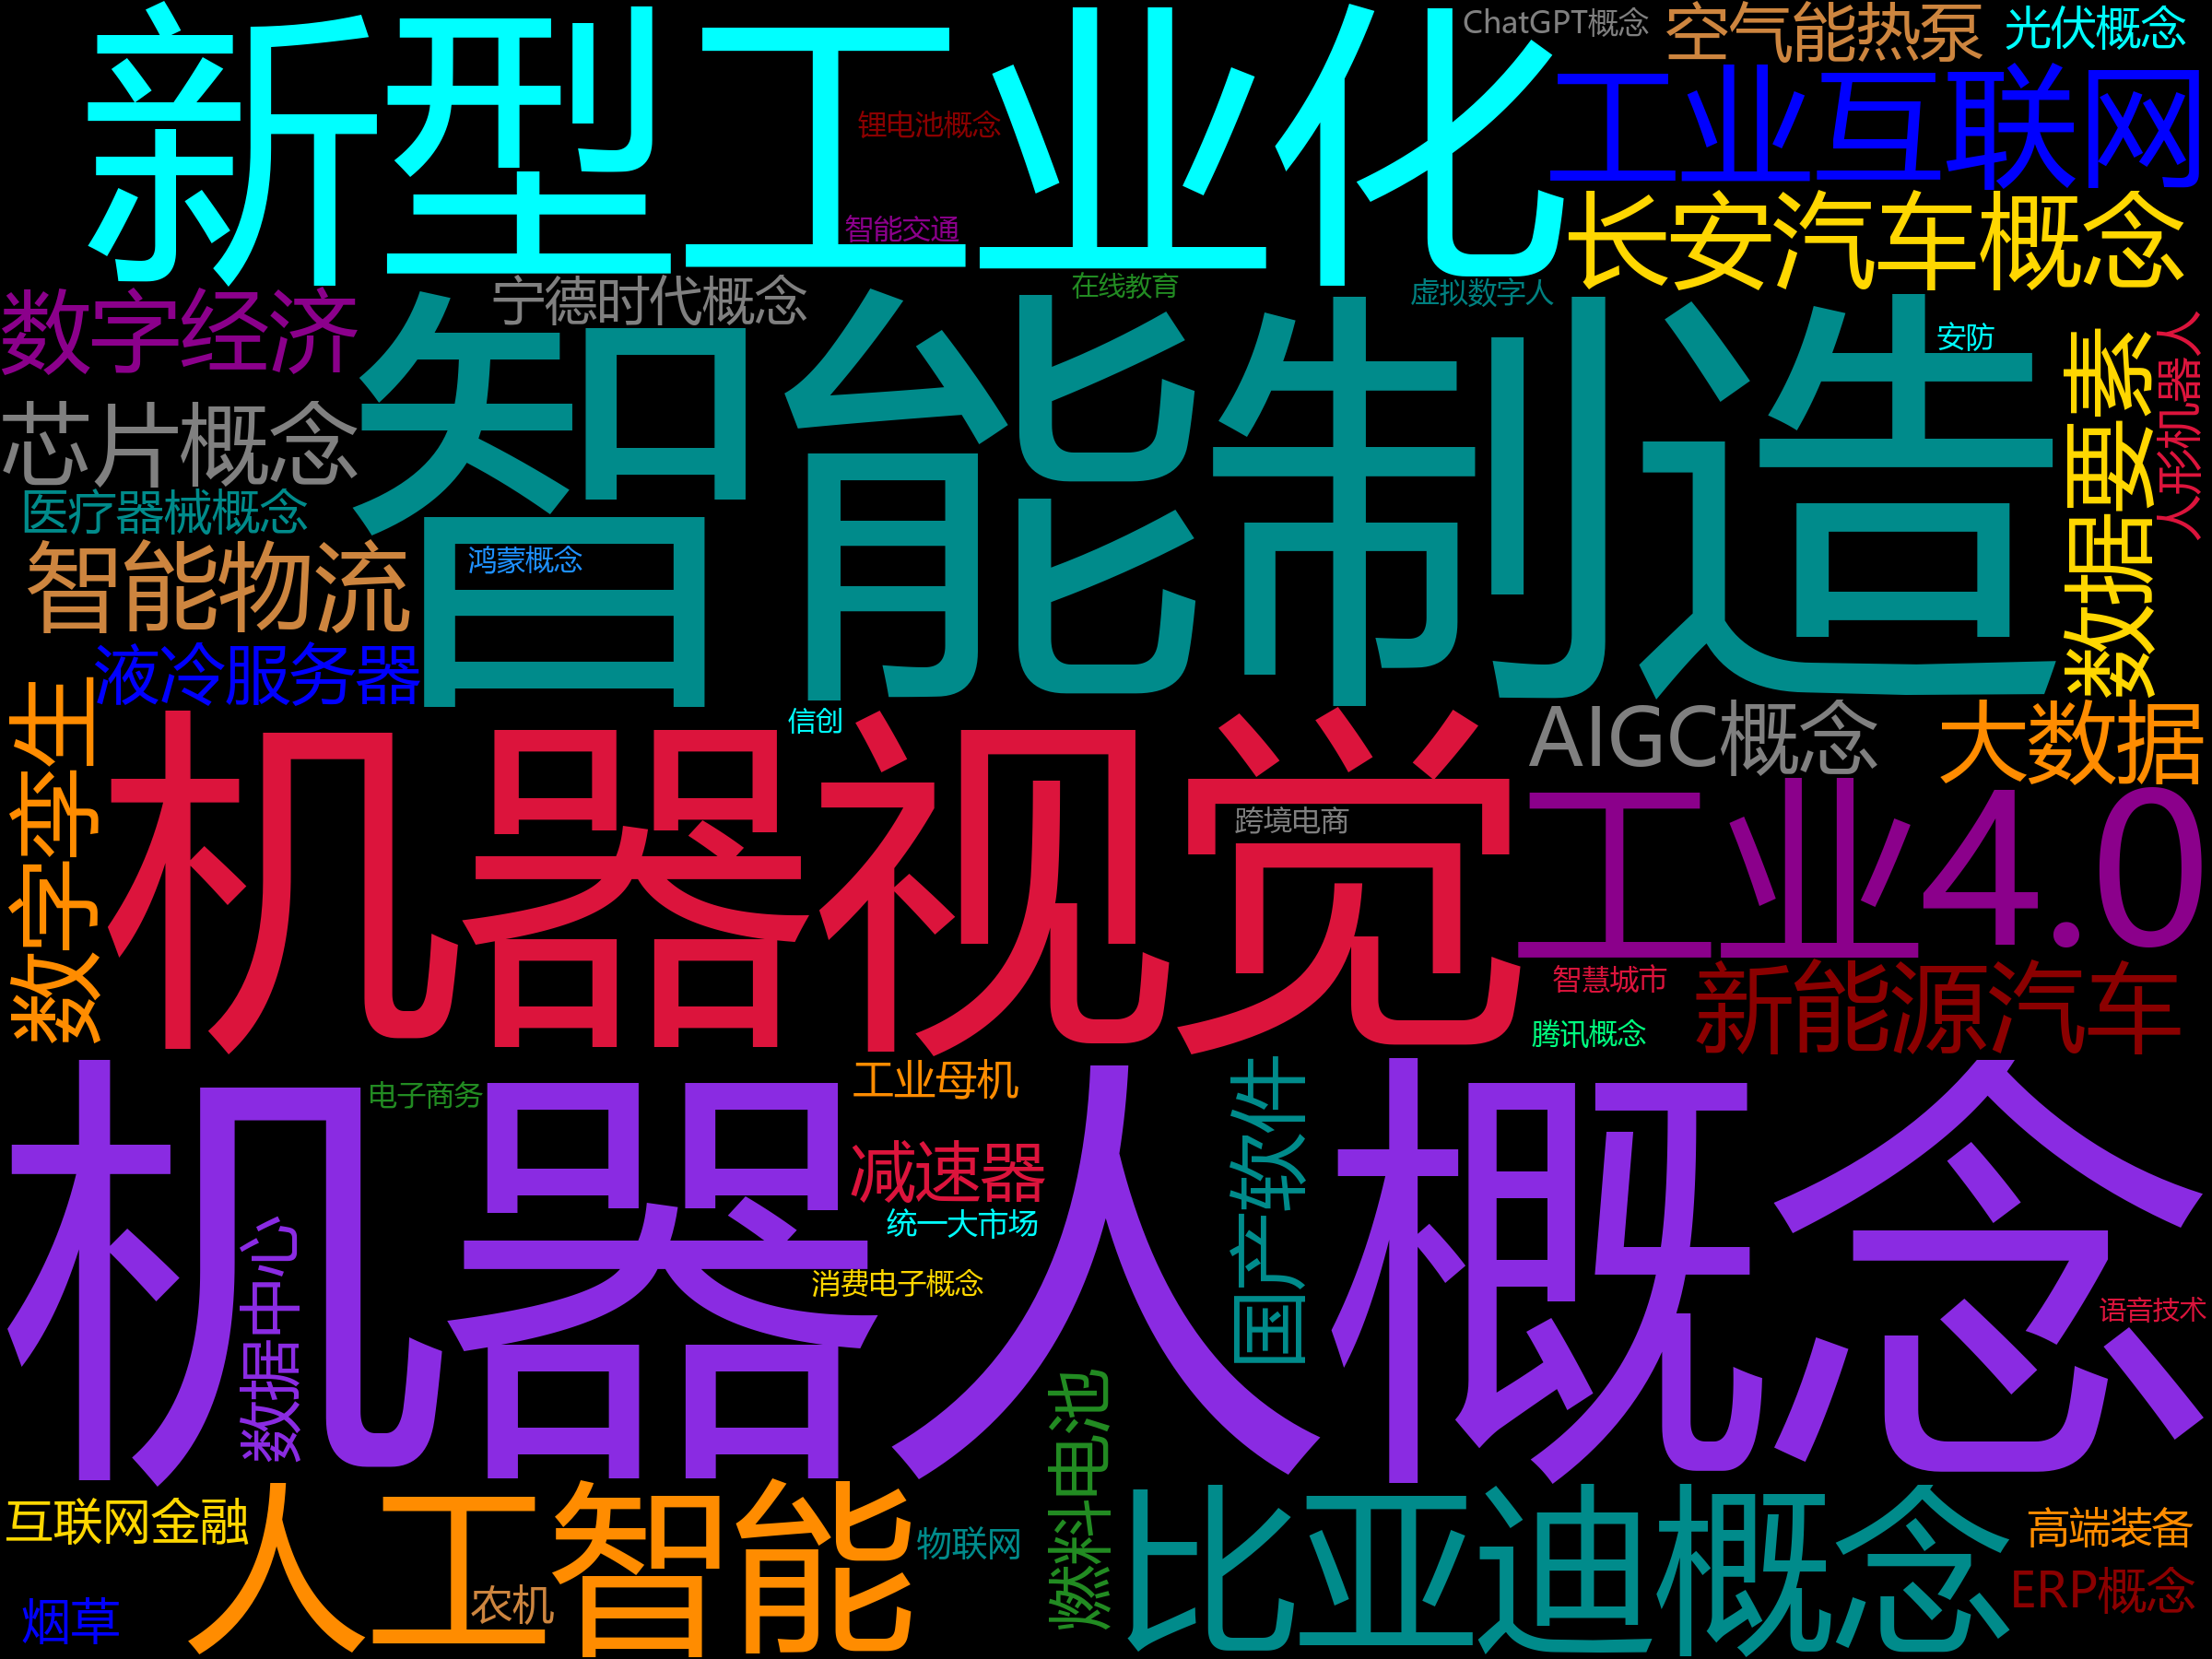 新型工业化
ChatGPT概念
空气能热泵
光伏概念
工业互联网
锂电池概念
长安汽车概念
智能交通
宁德时代概念
在线教育
虚拟数字人
数字经济
智能制造
安防
数据要素
人形机器人
芯片概念
医疗器械概念
智能物流
鸿蒙概念
液冷服务器
数字孪生
信创
机器视觉
AIGC概念
大数据
跨境电商
工业4.0
智慧城市
新能源汽车
腾讯概念
机器人概念
电子商务
工业母机
国产软件
减速器
统一大市场
消费电子概念
数据中心
语音技术
燃料电池
互联网金融
人工智能
物联网
比亚迪概念
高端装备
烟草
农机
ERP概念